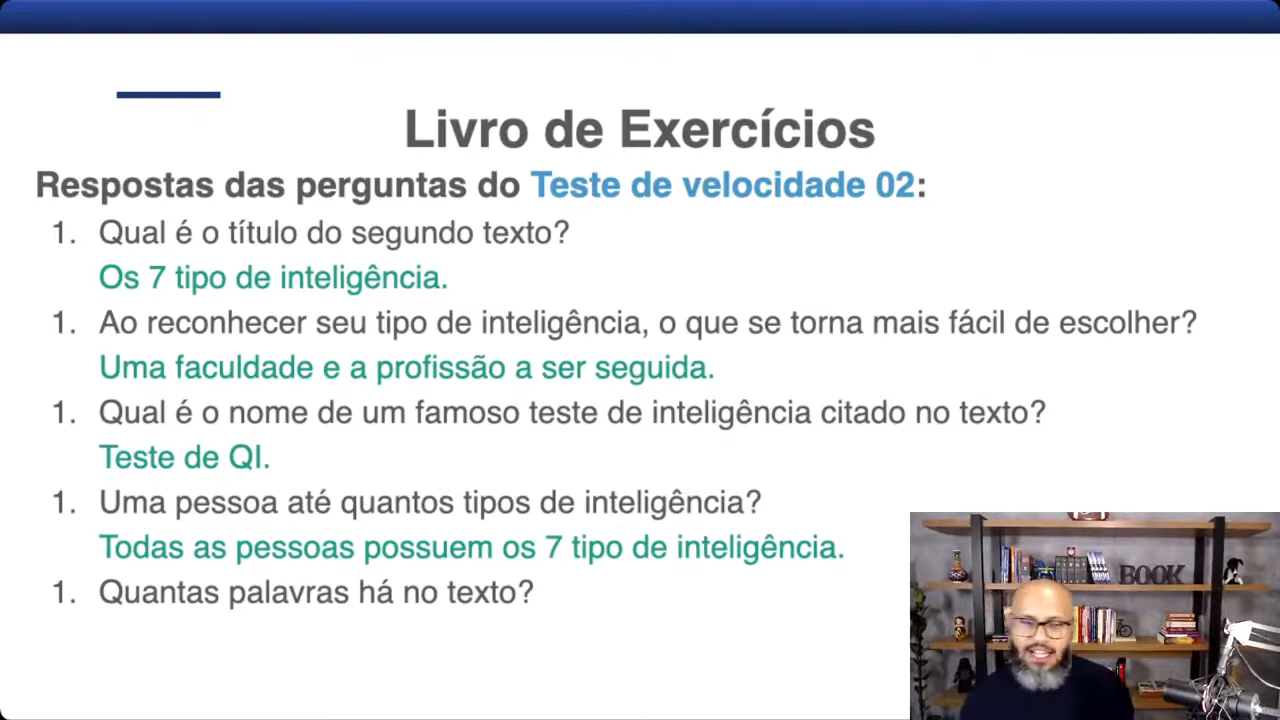 Livro de Exercícios
Respostas das perguntas do Teste de velocidade 02:
1. Qual é o título do segundo texto?
Os 7 tipo de inteligência.
1. Ao reconhecer seu tipo de inteligência, o que se torna mais fácil de escolher?
Uma faculdade e a profissão a ser seguida.
1. Qual é o nome de um famoso teste de inteligência citado no texto?
Teste de QI.
1. Uma pessoa até quantos tipos de inteligência?
Todas as pessoas possuem os 7 tipo de inteligência.
1. Quantas palavras há no texto?
BOOK